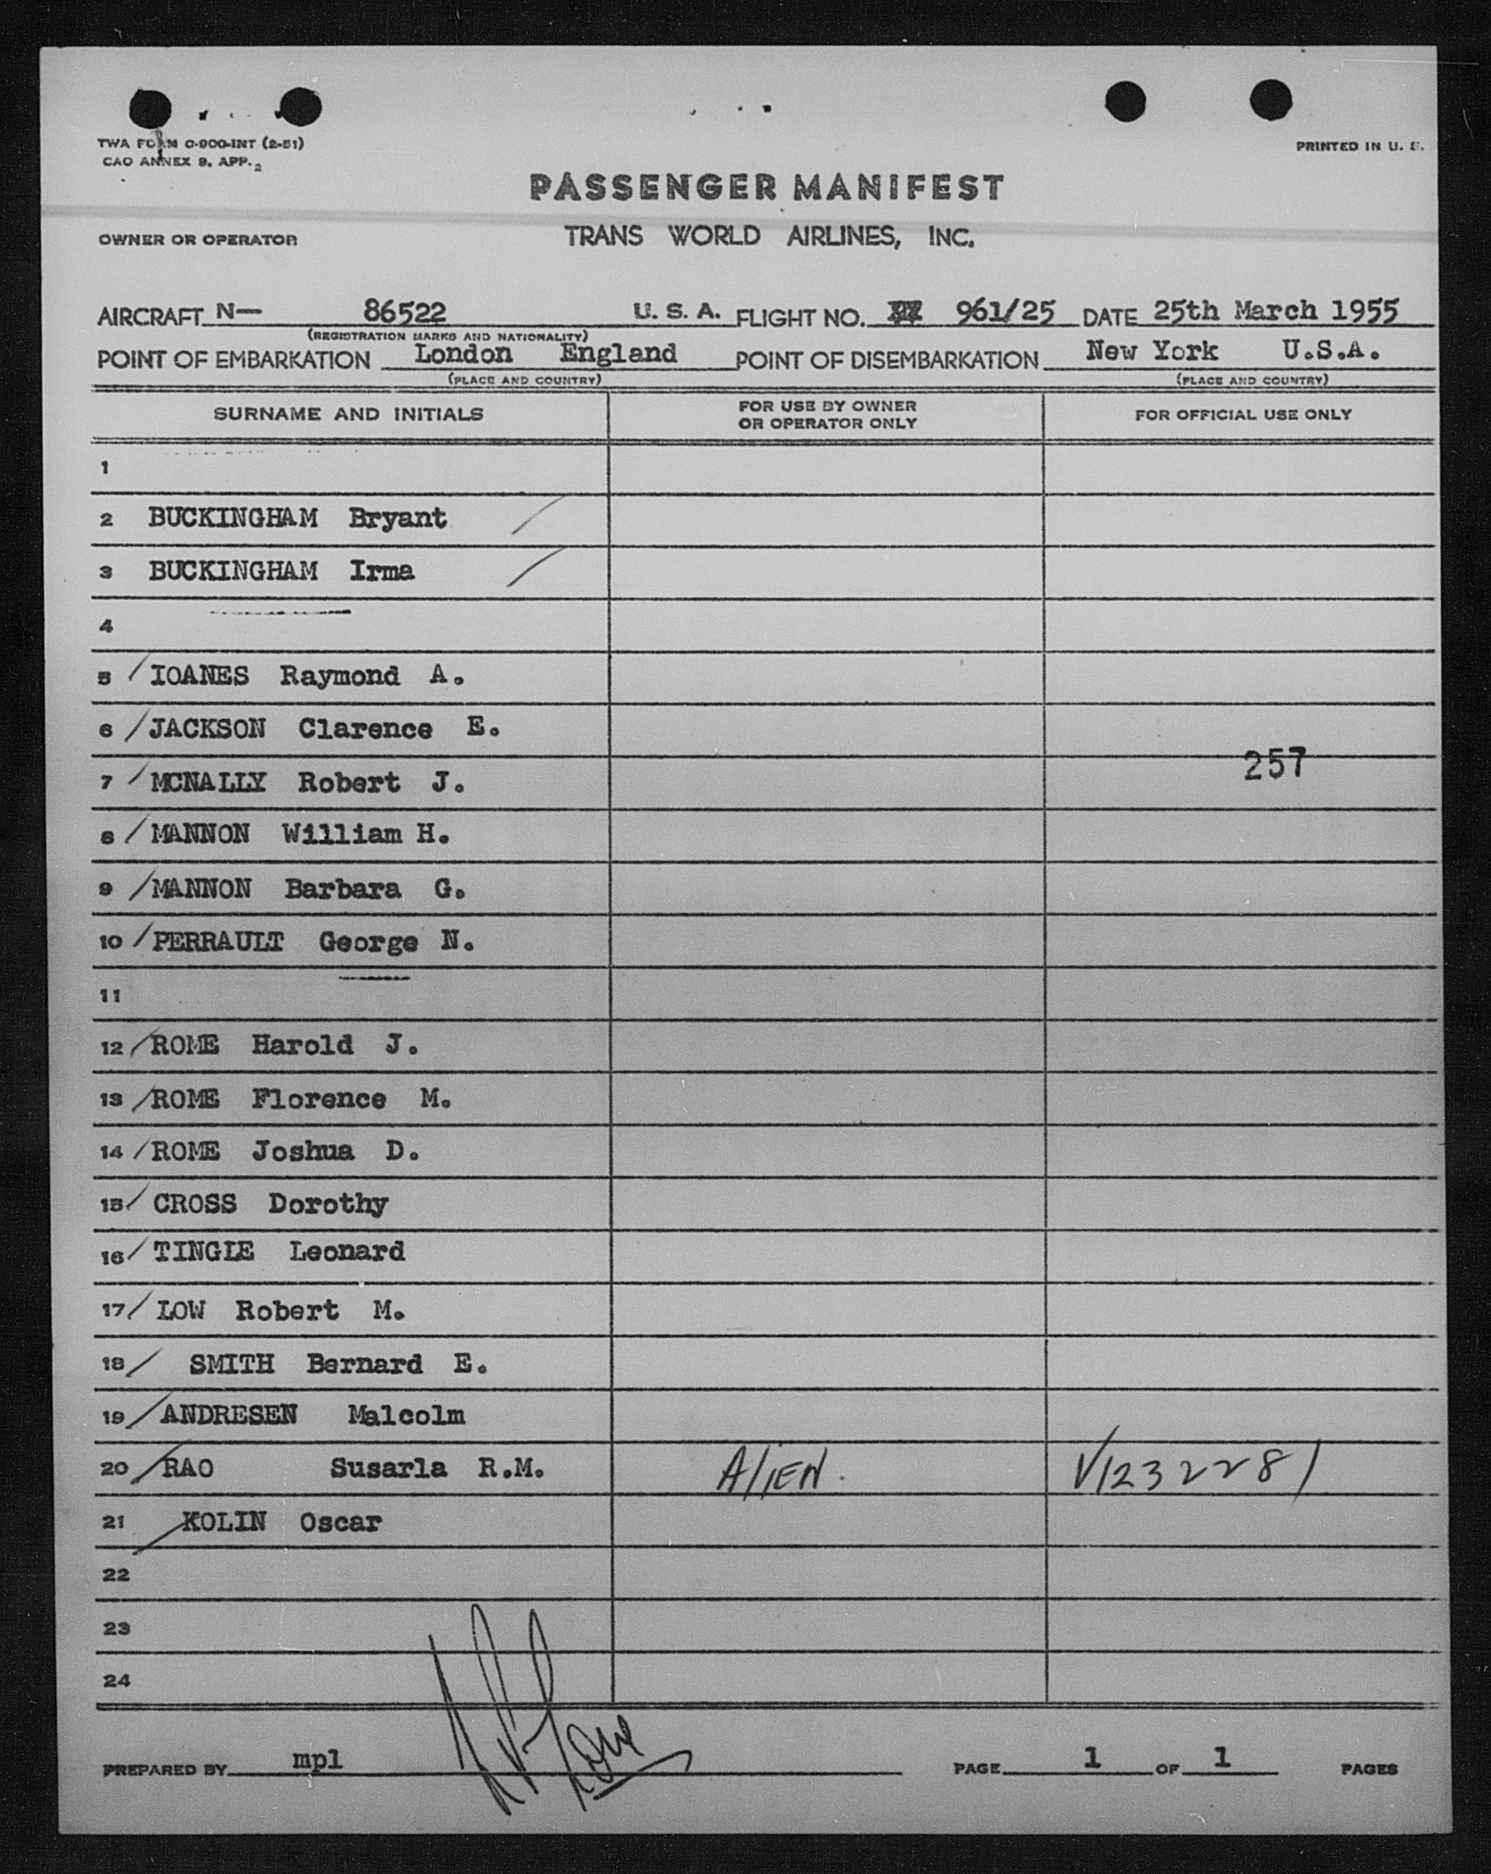 TWA FORM O-900-INT (2-51)
CAO ANNEX 9, APP. 2
PRINTED IN U. S.
PASSENGER MANIFEST
OWNER OR OPERATOR TRANS WORLD AIRLINES, INC.
AIRCRAFT N— 86522 U. S. A. FLIGHT NO. 961/25 DATE 25th March 1955
(REGISTRATION MARKS AND NATIONALITY)
POINT OF EMBARKATION London England POINT OF DISEMBARKATION New York U.S.A.
(PLACE AND COUNTRY) (PLACE AND COUNTRY)
SURNAME AND INITIALS FOR USE BY OWNER OR OPERATOR ONLY FOR OFFICIAL USE ONLY
1
2 BUCKINGHAM Bryant
3 BUCKINGHAM Irma
4
5 IOANES Raymond A.
6 JACKSON Clarence E.
257
7 MCNALLY Robert J.
8 MANNON William H.
9 MANNON Barbara G.
10 PERRAULT George N.
11
12 ROME Harold J.
13 ROME Florence M.
14 ROME Joshua D.
15 CROSS Dorothy
16 TINGLE Leonard
17 LOW Robert M.
18 SMITH Bernard E.
19 ANDRESEN Malcolm
20 RAO Susarla R.M. Alien. V1232281
21 KOLIN Oscar
22
23
24
PREPARED BY mpl PAGE 1 OF 1 PAGES